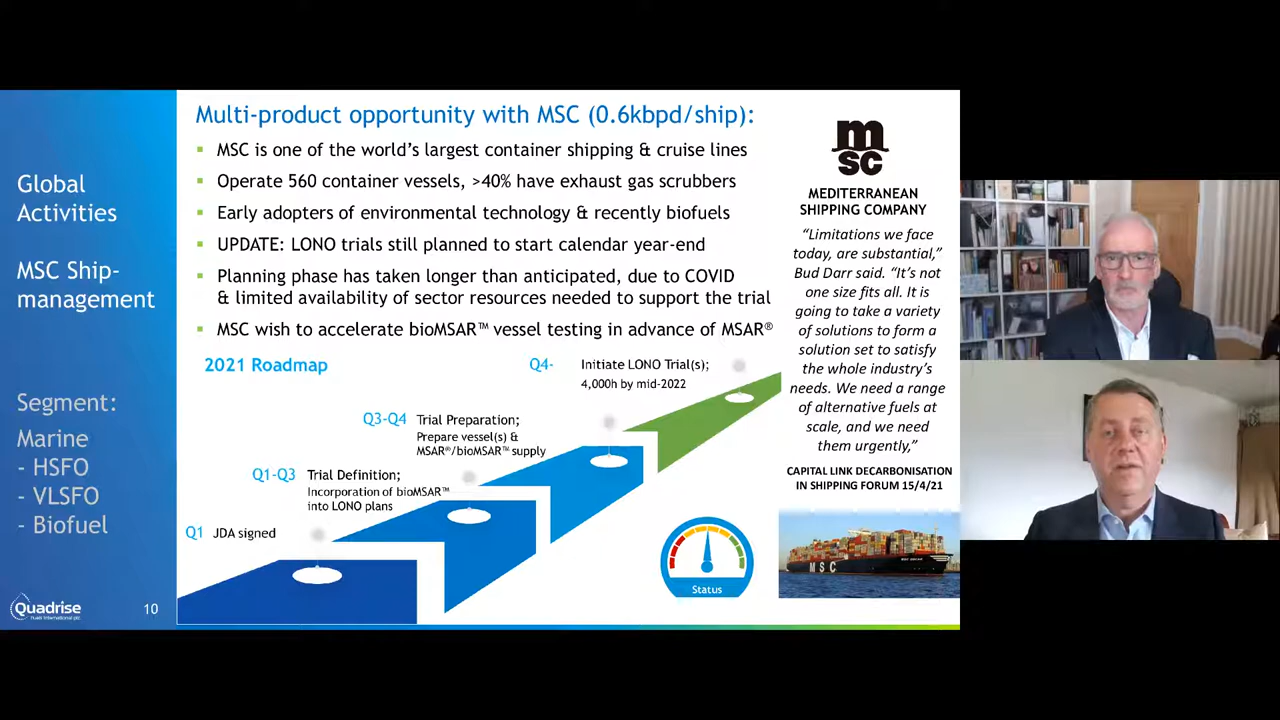 Global
Activities
MSC Ship-
management
Segment:
Marine
- HSFO
- VLSFO
- Biofuel
Quadrise
Fuels International plc
10
Multi-product opportunity with MSC (0.6kbpd/ship):
▪ MSC is one of the world's largest container shipping & cruise lines
▪ Operate 560 container vessels, >40% have exhaust gas scrubbers
▪ Early adopters of environmental technology & recently biofuels
▪ UPDATE: LONO trials still planned to start calendar year-end
▪ Planning phase has taken longer than anticipated, due to COVID
& limited availability of sector resources needed to support the trial
▪ MSC wish to accelerate bioMSAR™ vessel testing in advance of MSAR®
2021 Roadmap
Q4- Initiate LONO Trial(s);
4,000h by mid-2022
Q3-Q4 Trial Preparation;
Prepare vessel(s) &
MSAR®/bioMSAR™ supply
Q1-Q3 Trial Definition;
Incorporation of bioMSAR™
into LONO plans
Q1 JDA signed
Status
m
sc
MEDITERRANEAN
SHIPPING COMPANY
“Limitations we face
today, are substantial,”
Bud Darr said. “It’s not
one size fits all. It is
going to take a variety
of solutions to form a
solution set to satisfy
the whole industry’s
needs. We need a range
of alternative fuels at
scale, and we need
them urgently,”
CAPITAL LINK DECARBONISATION
IN SHIPPING FORUM 15/4/21
MSC